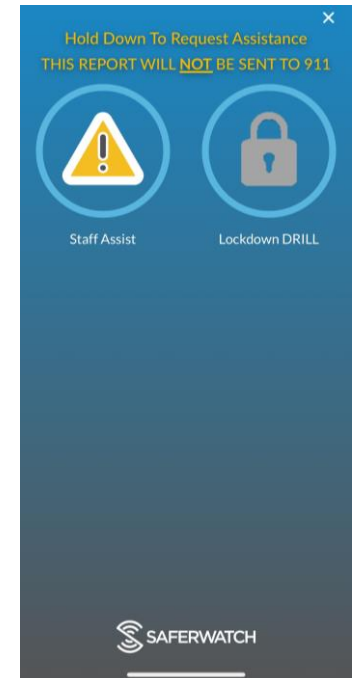 Hold Down To Request Assistance
THIS REPORT WILL NOT BE SENT TO 911
Staff Assist
Lockdown DRILL
SAFERWATCH